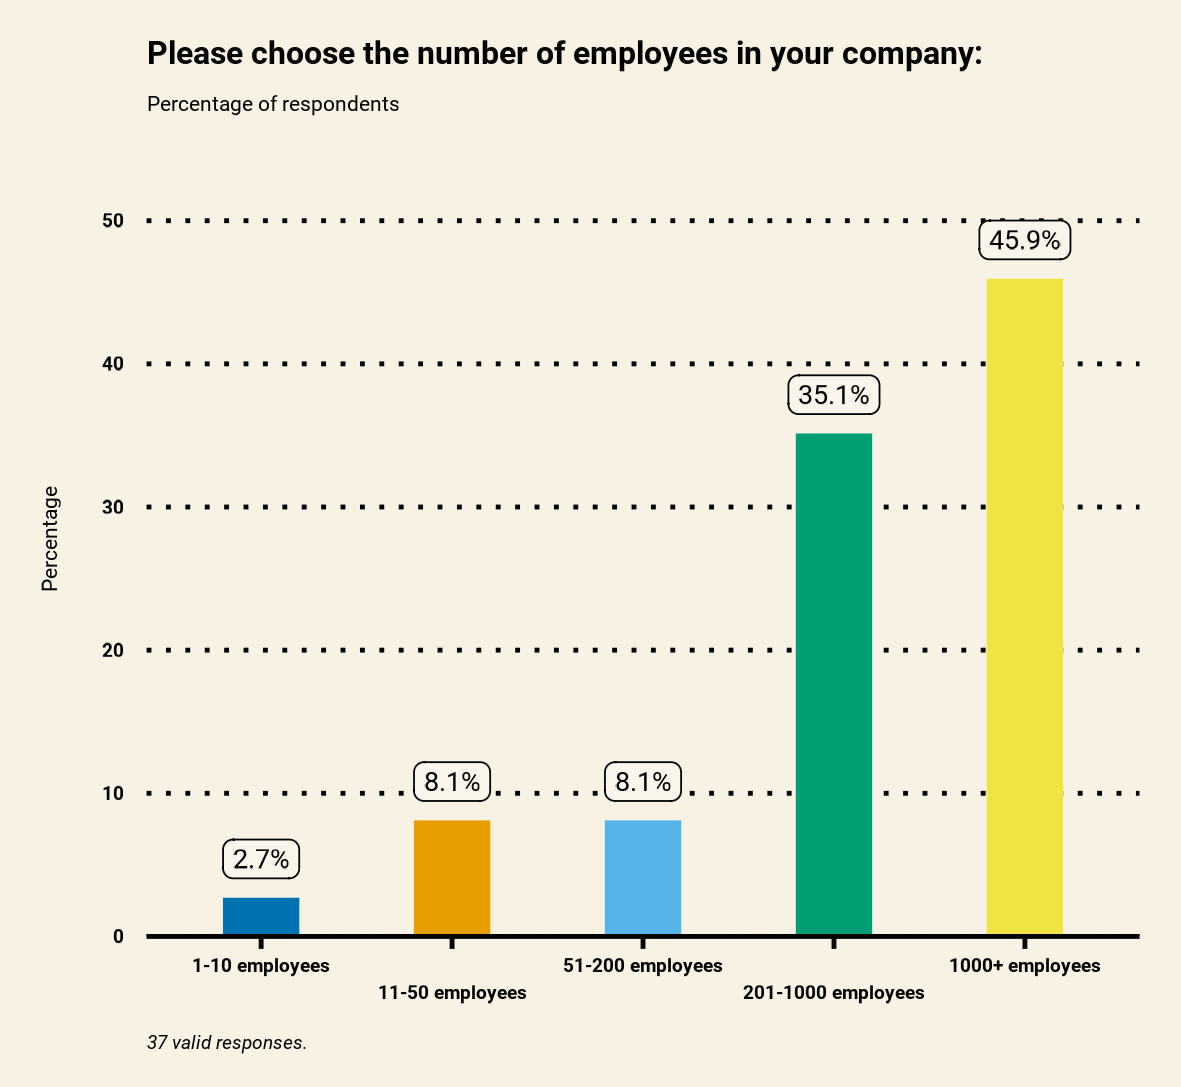 Please choose the number of employees in your company:
Percentage of respondents
Percentage
50
40
30
20
10
0
2.7%
8.1%
8.1%
35.1%
45.9%
1-10 employees
11-50 employees
51-200 employees
201-1000 employees
1000+ employees
37 valid responses.